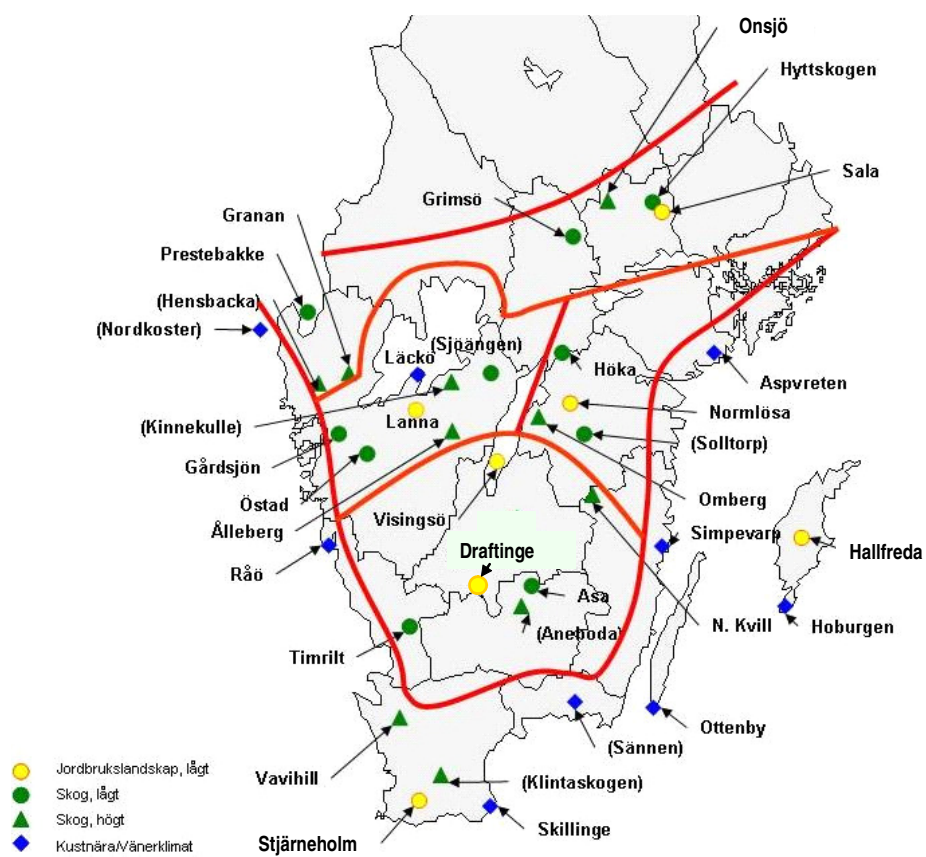 Onsjö
Hyttskogen
Sala
Grimsö
Granan
Prestebakke
(Hensbacka)
(Nordkoster)
Läckö
(Sjöängen)
Höka
Aspvreten
Lanna
Normlösa
(Kinnekulle)
(Solltorp)
Gårdsjön
Östad
Omberg
Ålleberg
Visingsö
Simpevarp
Hallfreda
Råö
Draftinge
Asa
(Aneboda)
N. Kvill
Hoburgen
Timrilt
Ottenby
(Sännen)
Vavihill
(Klintaskogen)
Skillinge
Stjärneholm
Jordbrukslandskap, lågt
Skog, lågt
Skog, högt
Kustnära/Vänerklimat